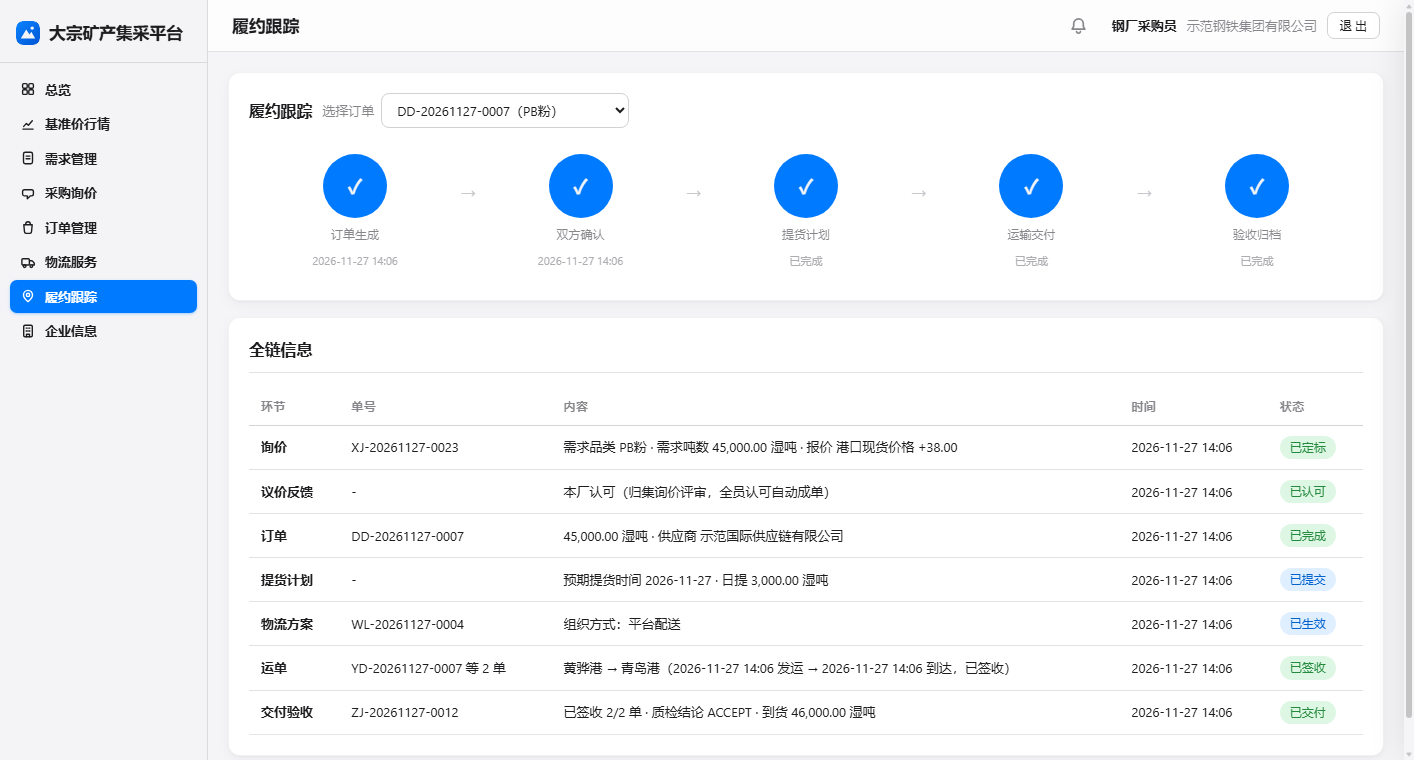 大宗矿产集采平台
总览
基准价行情
需求管理
采购询价
订单管理
物流服务
履约跟踪
企业信息
履约跟踪
钢厂采购员 示范钢铁集团有限公司 退 出
履约跟踪 选择订单 DD-20261127-0007（PB粉）
✓ → ✓ → ✓ → ✓ → ✓
订单生成 双方确认 提货计划 运输交付 验收归档
2026-11-27 14:06 2026-11-27 14:06 已完成 已完成 已完成
全链信息
环节 单号 内容 时间 状态
询价 XJ-20261127-0023 需求品类 PB粉 · 需求吨数 45,000.00 湿吨 · 报价 港口现货价格 +38.00 2026-11-27 14:06 已定标
议价反馈 - 本厂认可（归集询价评审，全员认可自动成单） 2026-11-27 14:06 已认可
订单 DD-20261127-0007 45,000.00 湿吨 · 供应商 示范国际供应链有限公司 2026-11-27 14:06 已完成
提货计划 - 预期提货时间 2026-11-27 · 日提 3,000.00 湿吨 2026-11-27 14:06 已提交
物流方案 WL-20261127-0004 组织方式：平台配送 2026-11-27 14:06 已生效
运单 YD-20261127-0007 等 2 单 黄骅港 → 青岛港（2026-11-27 14:06 发运 → 2026-11-27 14:06 到达，已签收） 2026-11-27 14:06 已签收
交付验收 ZJ-20261127-0012 已签收 2/2 单 · 质检结论 ACCEPT · 到货 46,000.00 湿吨 2026-11-27 14:06 已交付